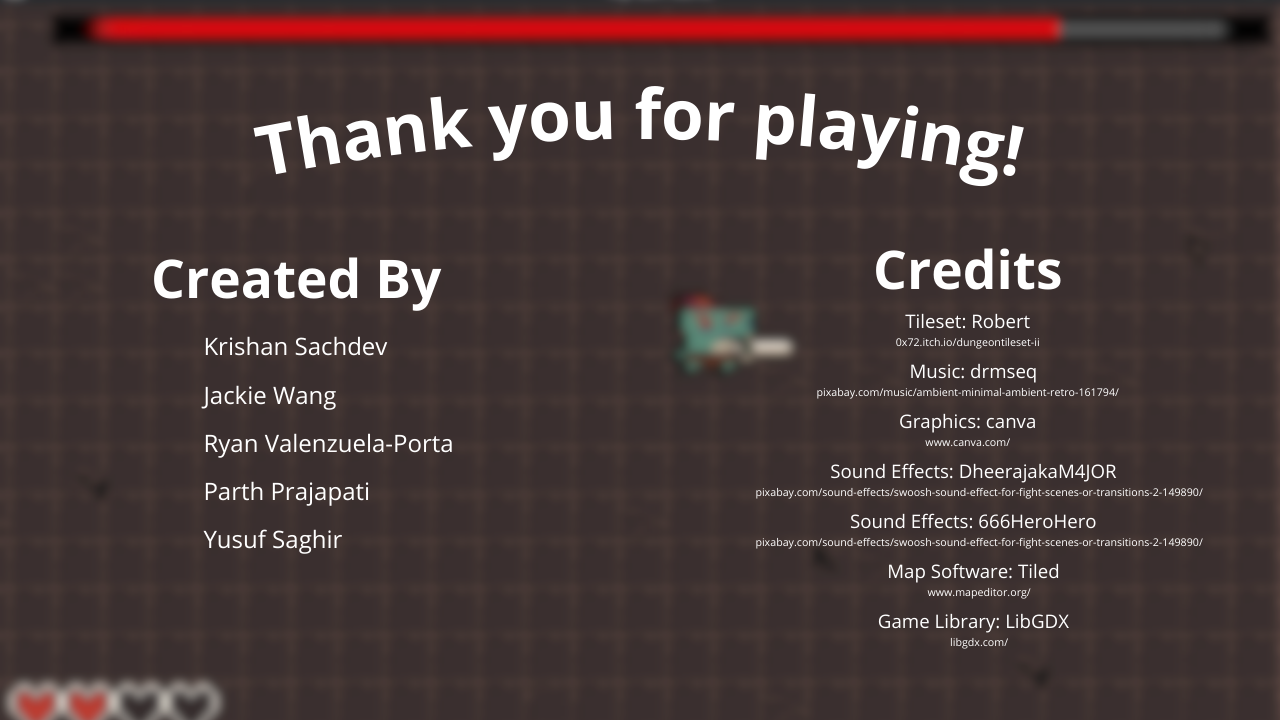 Thank you for playing!
Created By
Krishan Sachdev
Jackie Wang
Ryan Valenzuela-Porta
Parth Prajapati
Yusuf Saghir
Credits
Tileset: Robert
0x72.itch.io/dungeontileset-ii
Music: drmseq
pixabay.com/music/ambient-minimal-ambient-retro-161794/
Graphics: canva
www.canva.com/
Sound Effects: DheerajakaM4JOR
pixabay.com/sound-effects/swoosh-sound-effect-for-fight-scenes-or-transitions-2-149890/
Sound Effects: 666HeroHero
pixabay.com/sound-effects/swoosh-sound-effect-for-fight-scenes-or-transitions-2-149890/
Map Software: Tiled
www.mapeditor.org/
Game Library: LibGDX
libgdx.com/